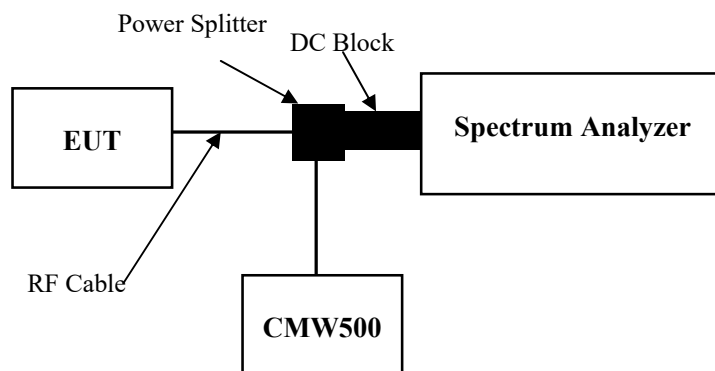 Power Splitter
DC Block
EUT
Spectrum Analyzer
RF Cable
CMW500